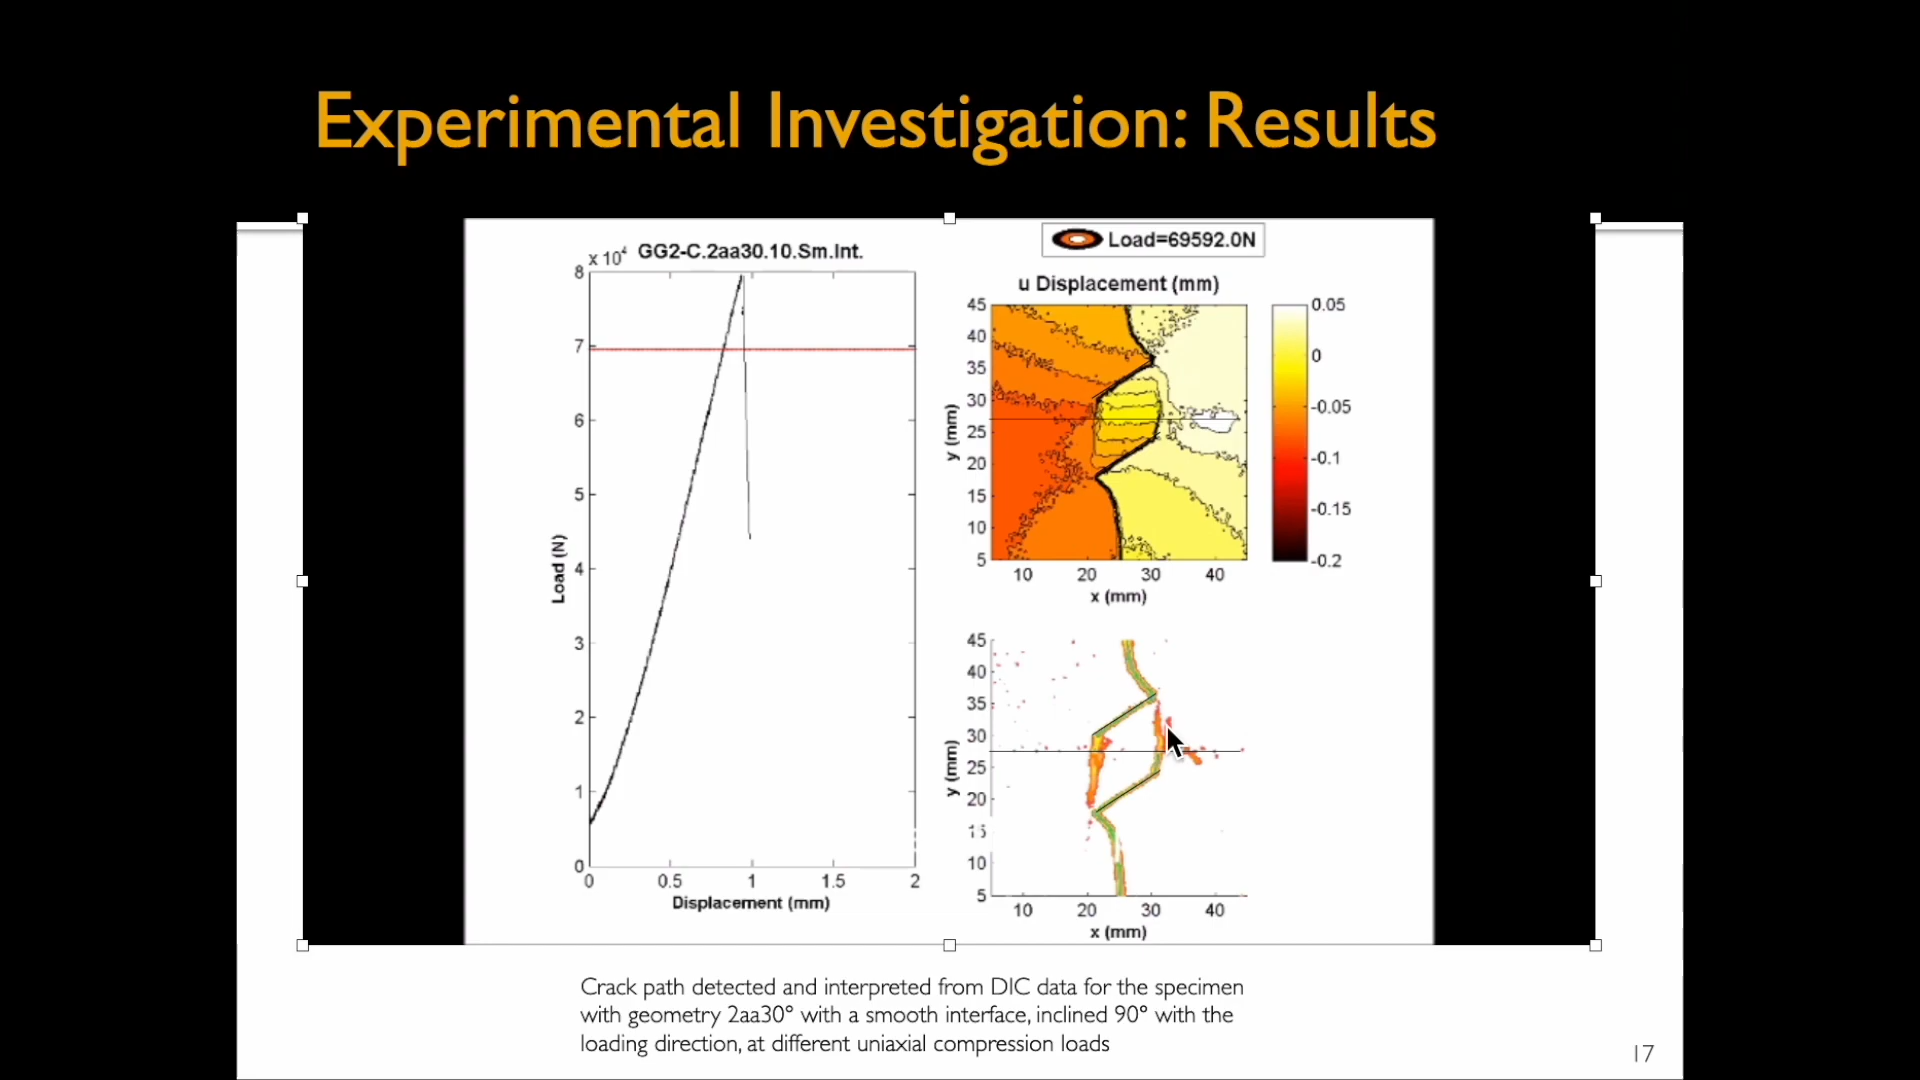 Experimental Investigation: Results
x 10⁴ GG2-C.2aa30.10.Sm.Int.
8
7
6
5
4
3
2
1
0
Load (N)
0 0.5 1 1.5 2
Displacement (mm)
Load=69592.0N
u Displacement (mm)
45
40
35
30
25
20
15
10
5
y (mm)
10 20 30 40
x (mm)
0.05
0
-0.05
-0.1
-0.15
-0.2
45
40
35
30
25
20
15
10
5
y (mm)
10 20 30 40
x (mm)
Crack path detected and interpreted from DIC data for the specimen
with geometry 2aa30° with a smooth interface, inclined 90° with the
loading direction, at different uniaxial compression loads
17